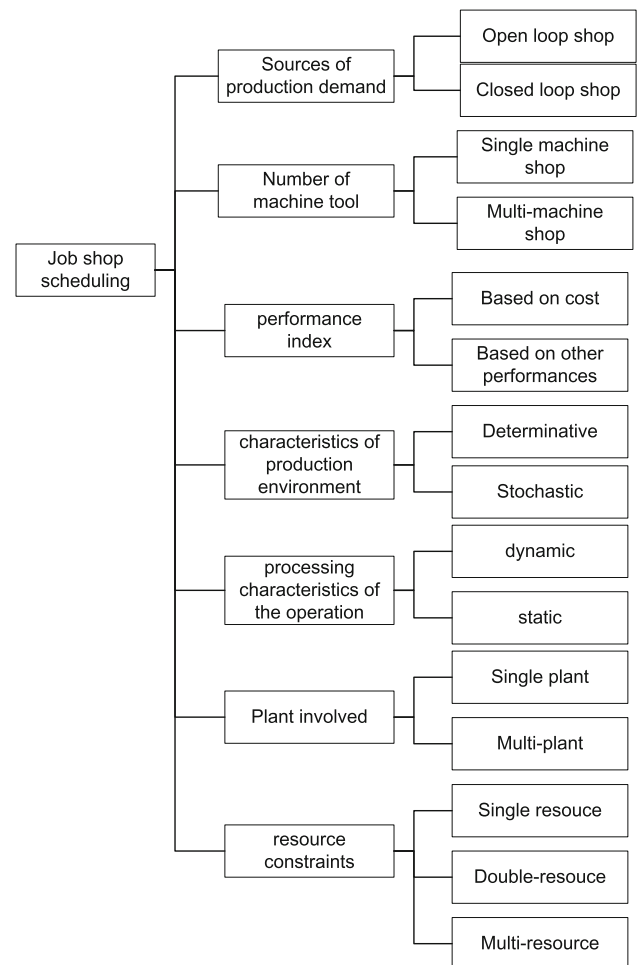 Job shop
scheduling
Sources of
production demand
Open loop shop
Closed loop shop
Number of
machine tool
Single machine
shop
Multi-machine
shop
performance
index
Based on cost
Based on other
performances
characteristics of
production
environment
Determinative
Stochastic
processing
characteristics of
the operation
dynamic
static
Plant involved
Single plant
Multi-plant
resource
constraints
Single resouce
Double-resouce
Multi-resource